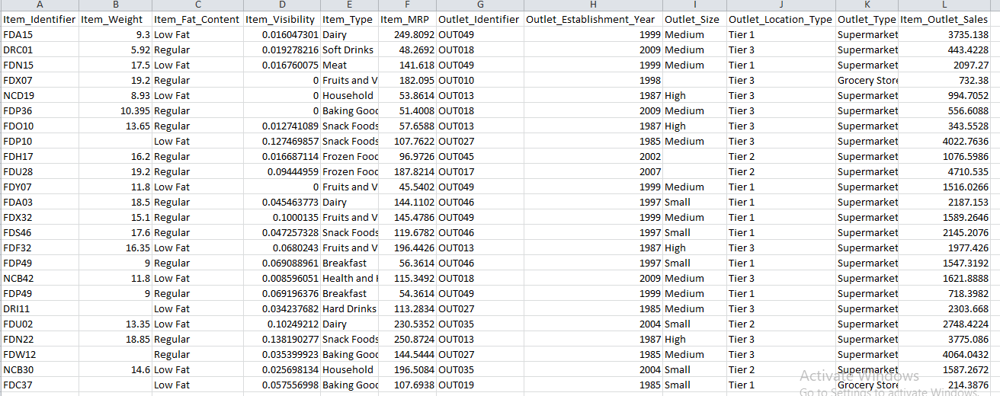 A B C D E F G H I J K L
Item_Identifier Item_Weight Item_Fat_Content Item_Visibility Item_Type Item_MRP Outlet_Identifier Outlet_Establishment_Year Outlet_Size Outlet_Location_Type Outlet_Type Item_Outlet_Sales
FDA15 9.3 Low Fat 0.016047301 Dairy 249.8092 OUT049 1999 Medium Tier 1 Supermarket 3735.138
DRC01 5.92 Regular 0.019278216 Soft Drinks 48.2692 OUT018 2009 Medium Tier 3 Supermarket 443.4228
FDN15 17.5 Low Fat 0.016760075 Meat 141.618 OUT049 1999 Medium Tier 1 Supermarket 2097.27
FDX07 19.2 Regular 0 Fruits and V 182.095 OUT010 1998 Tier 3 Grocery Store 732.38
NCD19 8.93 Low Fat 0 Household 53.8614 OUT013 1987 High Tier 3 Supermarket 994.7052
FDP36 10.395 Regular 0 Baking Good 51.4008 OUT018 2009 Medium Tier 3 Supermarket 556.6088
FDO10 13.65 Regular 0.012741089 Snack Foods 57.6588 OUT013 1987 High Tier 3 Supermarket 343.5528
FDP10 Low Fat 0.127469857 Snack Foods 107.7622 OUT027 1985 Medium Tier 3 Supermarket 4022.7636
FDH17 16.2 Regular 0.016687114 Frozen Food 96.9726 OUT045 2002 Tier 2 Supermarket 1076.5986
FDU28 19.2 Regular 0.09444959 Frozen Food 187.8214 OUT017 2007 Tier 2 Supermarket 4710.535
FDY07 11.8 Low Fat 0 Fruits and V 45.5402 OUT049 1999 Medium Tier 1 Supermarket 1516.0266
FDA03 18.5 Regular 0.045463773 Dairy 144.1102 OUT046 1997 Small Tier 1 Supermarket 2187.153
FDX32 15.1 Regular 0.1000135 Fruits and V 145.4786 OUT049 1999 Medium Tier 1 Supermarket 1589.2646
FDS46 17.6 Regular 0.047257328 Snack Foods 119.6782 OUT046 1997 Small Tier 1 Supermarket 2145.2076
FDF32 16.35 Low Fat 0.0680243 Fruits and V 196.4426 OUT013 1987 High Tier 3 Supermarket 1977.426
FDP49 9 Regular 0.069088961 Breakfast 56.3614 OUT046 1997 Small Tier 1 Supermarket 1547.3192
NCB42 11.8 Low Fat 0.008596051 Health and H 115.3492 OUT018 2009 Medium Tier 3 Supermarket 1621.8888
FDP49 9 Regular 0.069196376 Breakfast 54.3614 OUT049 1999 Medium Tier 1 Supermarket 718.3982
DRI11 Low Fat 0.034237682 Hard Drinks 113.2834 OUT027 1985 Medium Tier 3 Supermarket 2303.668
FDU02 13.35 Low Fat 0.10249212 Dairy 230.5352 OUT035 2004 Small Tier 2 Supermarket 2748.4224
FDN22 18.85 Regular 0.138190277 Snack Foods 250.8724 OUT013 1987 High Tier 3 Supermarket 3775.086
FDW12 Regular 0.035399923 Baking Good 144.5444 OUT027 1985 Medium Tier 3 Supermarket 4064.0432
NCB30 14.6 Low Fat 0.025698134 Household 196.5084 OUT035 2004 Small Tier 2 Supermarket 1587.2672
FDC37 Low Fat 0.057556998 Baking Good 107.6938 OUT019 1985 Small Tier 1 Grocery Store 214.3876
Activate Windows
Go to Settings to activate Windows.